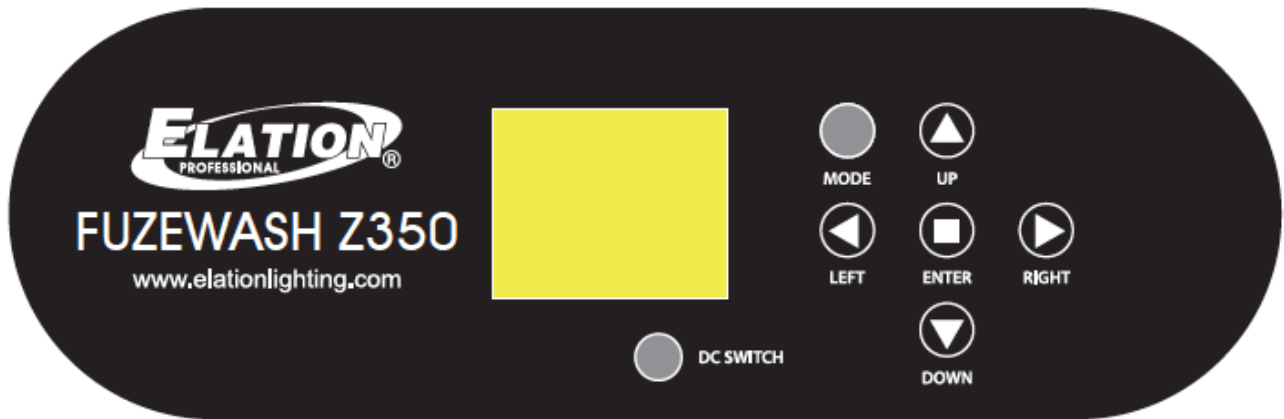 ELATION®
PROFESSIONAL
FUZEWASH Z350
www.elationlighting.com
MODE
UP
LEFT
ENTER
RIGHT
DC SWITCH
DOWN